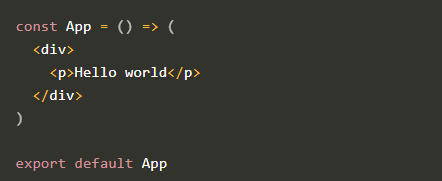 const App = () => (
  <div>
    <p>Hello world</p>
  </div>
)

export default App